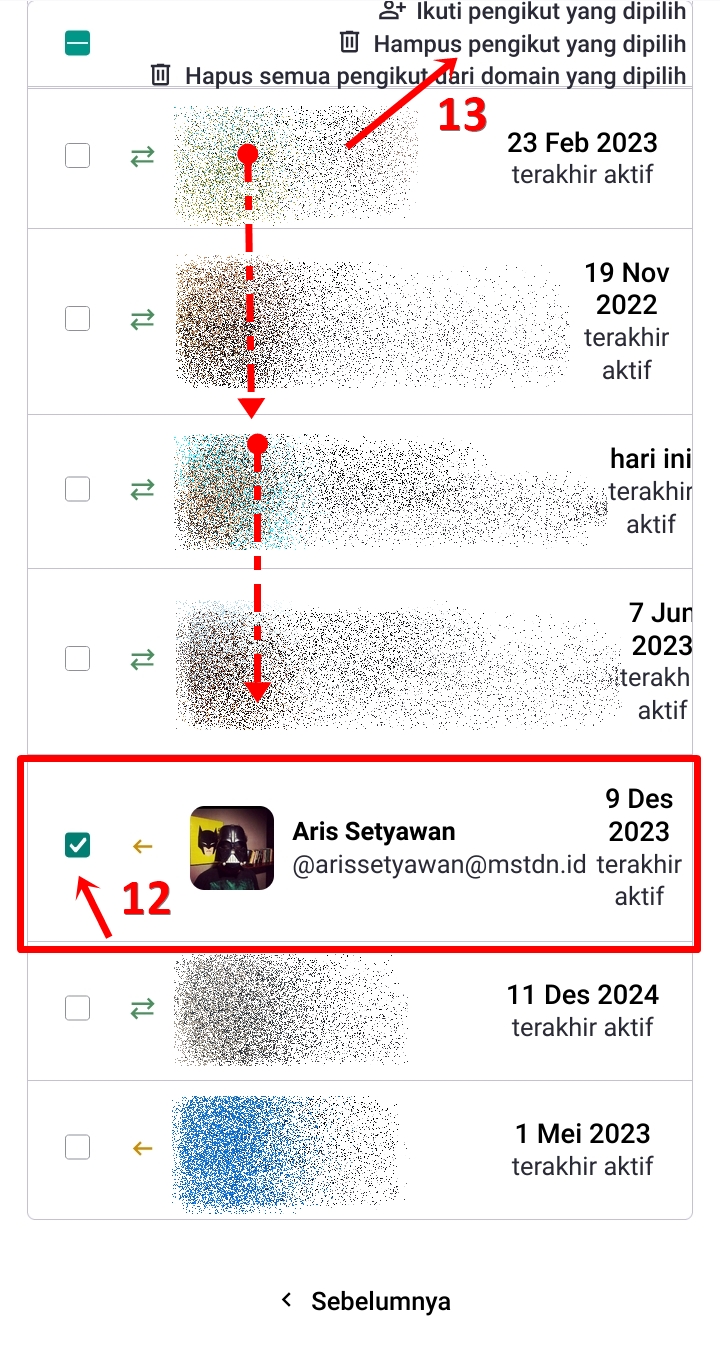 Ikuti pengikut yang dipilih
Hampus pengikut yang dipilih
Hapus semua pengikut dari domain yang dipilih
13
23 Feb 2023
terakhir aktif
19 Nov
2022
terakhir
aktif
hari ini
terakhir
aktif
7 Jun
2023
terakh
aktif
9 Des
2023
Aris Setyawan
@arissetyawan@mstdn.id terakhir
aktif
12
11 Des 2024
terakhir aktif
1 Mei 2023
terakhir aktif
Sebelumnya